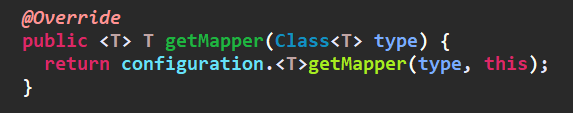 @Override
public <T> T getMapper(Class<T> type) {
return configuration.<T>getMapper(type, this);
}